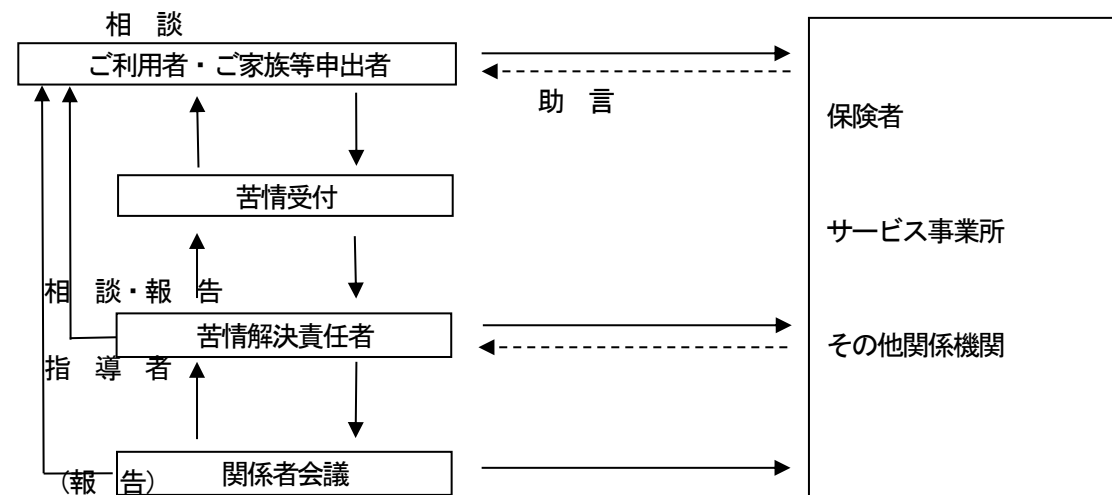 相　談
ご利用者・ご家族等申出者
助　言
保険者
苦情受付
サービス事業所
相　談・報　告
苦情解決責任者
その他関係機関
指　導　者
関係者会議
（報　告）